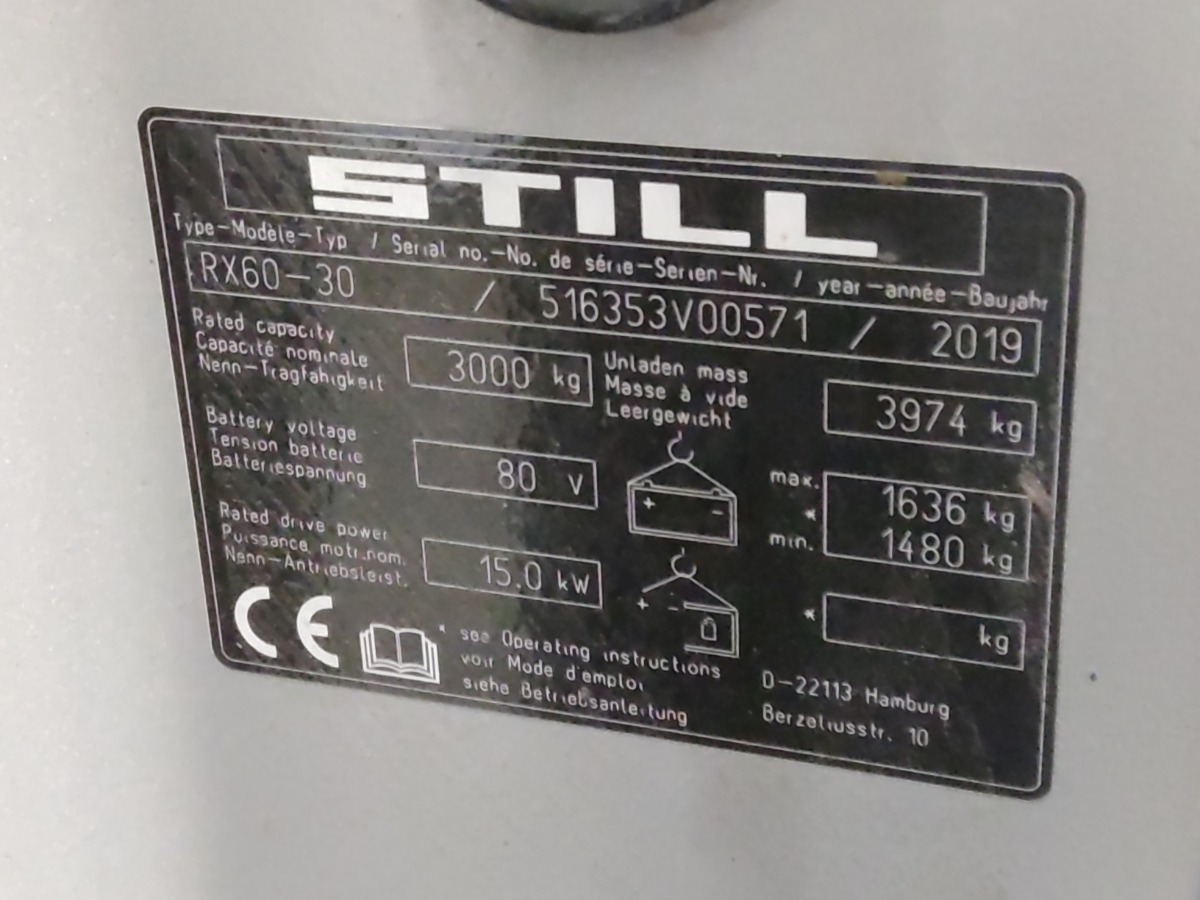 STILL
Type-Modèle-Typ / Serial no.-No. de série-Serien-Nr. / year-année-Baujahr
RX60-30 / 516353V00571 / 2019
Rated capacity
Capacité nominale
Nenn-Tragfähigkeit
3000 kg
Unladen mass
Masse à vide
Leergewicht
3974 kg
Battery voltage
Tension batterie
Batteriespannung
80 V
+ -
max. 1636 kg
*
min. 1480 kg
Rated drive power
Puissance motr.nom.
Nenn-Antriebsleist.
15.0 kW
+ -
* kg
CE
* see Operating instructions
voir Mode d'emploi
siehe Betriebsanleitung
D-22113 Hamburg
Berzeliusstr. 10